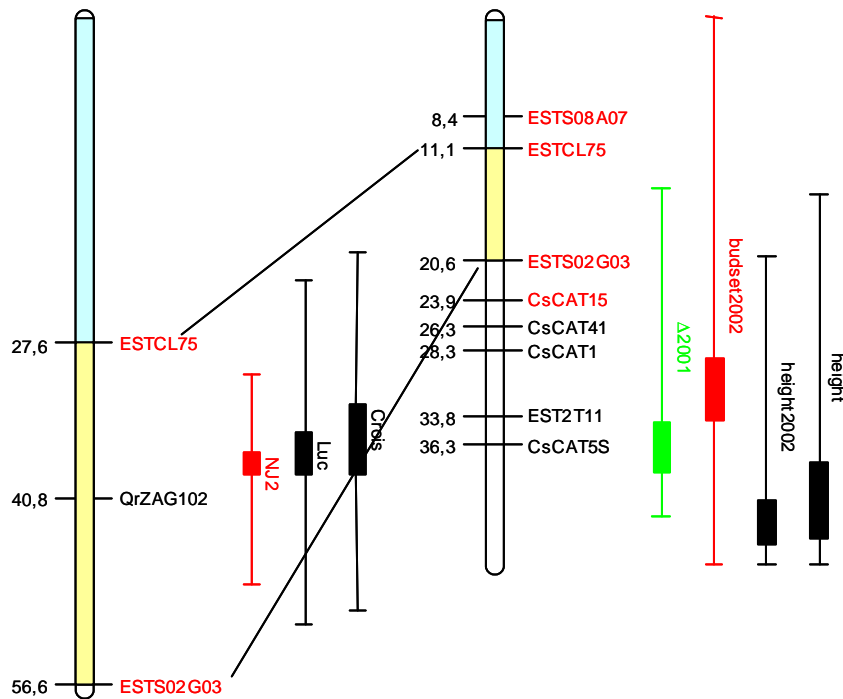 27,6 ESTCL75
40,8 QrZAG102
56,6 ESTS02G03
NJ2
Luc
Crois
8,4 ESTS08A07
11,1 ESTCL75
20,6 ESTS02G03
23,9 CsCAT15
26,3 CsCAT41
28,3 CsCAT1
33,8 EST2T11
36,3 CsCAT5S
Δ2001
budset2002
height2002
height